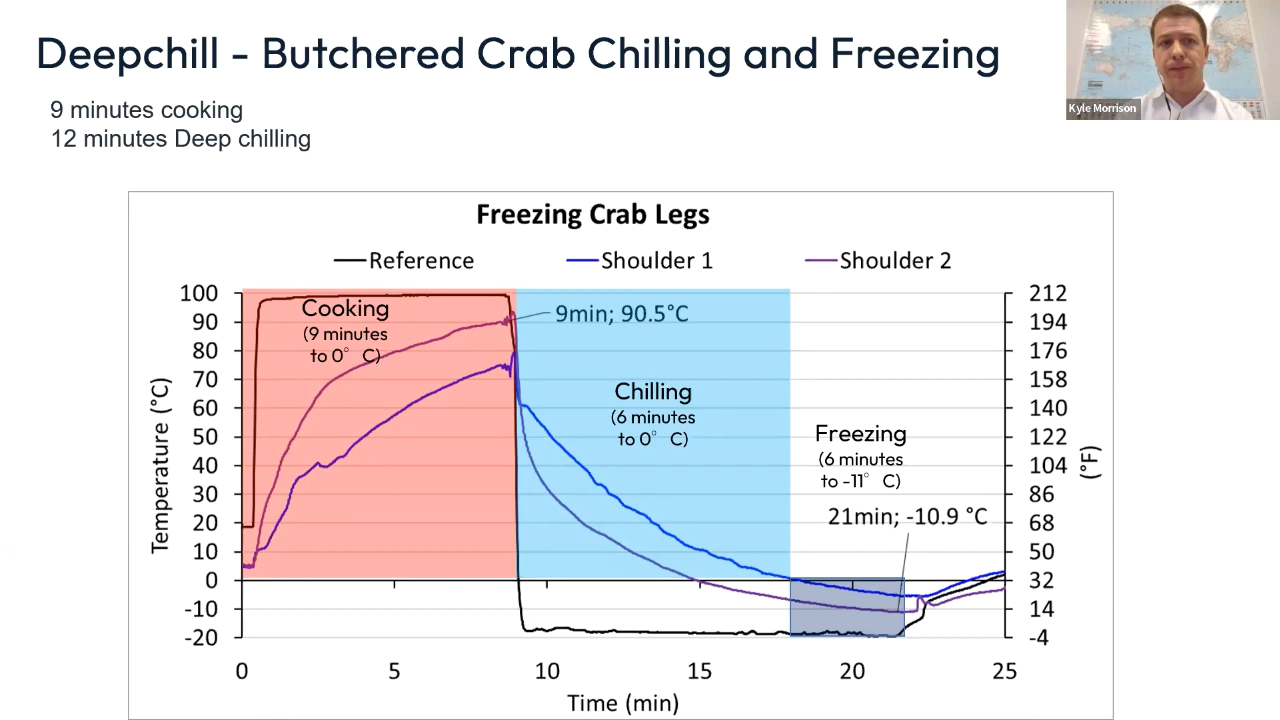 Deepchill - Butchered Crab Chilling and Freezing
9 minutes cooking
12 minutes Deep chilling
Kyle Morrison
Freezing Crab Legs
Reference
Shoulder 1
Shoulder 2
Cooking
(9 minutes
to 0° C)
9min; 90.5°C
Chilling
(6 minutes
to 0° C)
Freezing
(6 minutes
to -11° C)
21min; -10.9 °C
Temperature (°C)
100
90
80
70
60
50
40
30
20
10
0
-10
-20
212
194
176
158
140
122
104
86
68
50
32
14
-4
(°F)
0
5
10
15
20
25
Time (min)